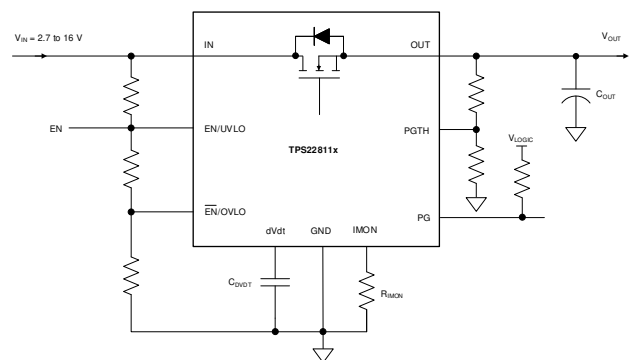 V_IN = 2.7 to 16 V
V_OUT
IN
OUT
C_OUT
EN
EN/UVLO
PGTH
V_LOGIC
TPS22811x
E̅N̅/OVLO
PG
dVdt
GND
IMON
C_DVDT
R_IMON